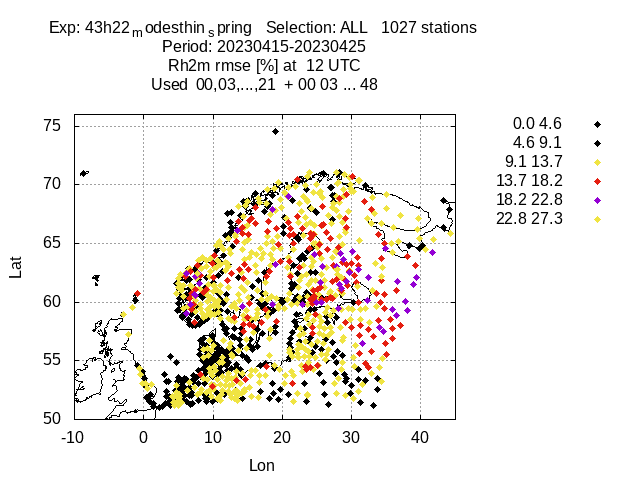 Exp: 43h22modesthinspring Selection: ALL 1027 stations
Period: 20230415-20230425
Rh2m rmse [%] at 12 UTC
Used 00,03,...,21 + 00 03 ... 48
0.0 4.6
4.6 9.1
9.1 13.7
13.7 18.2
18.2 22.8
22.8 27.3
75
70
65
60
55
50
Lat
-10 0 10 20 30 40
Lon